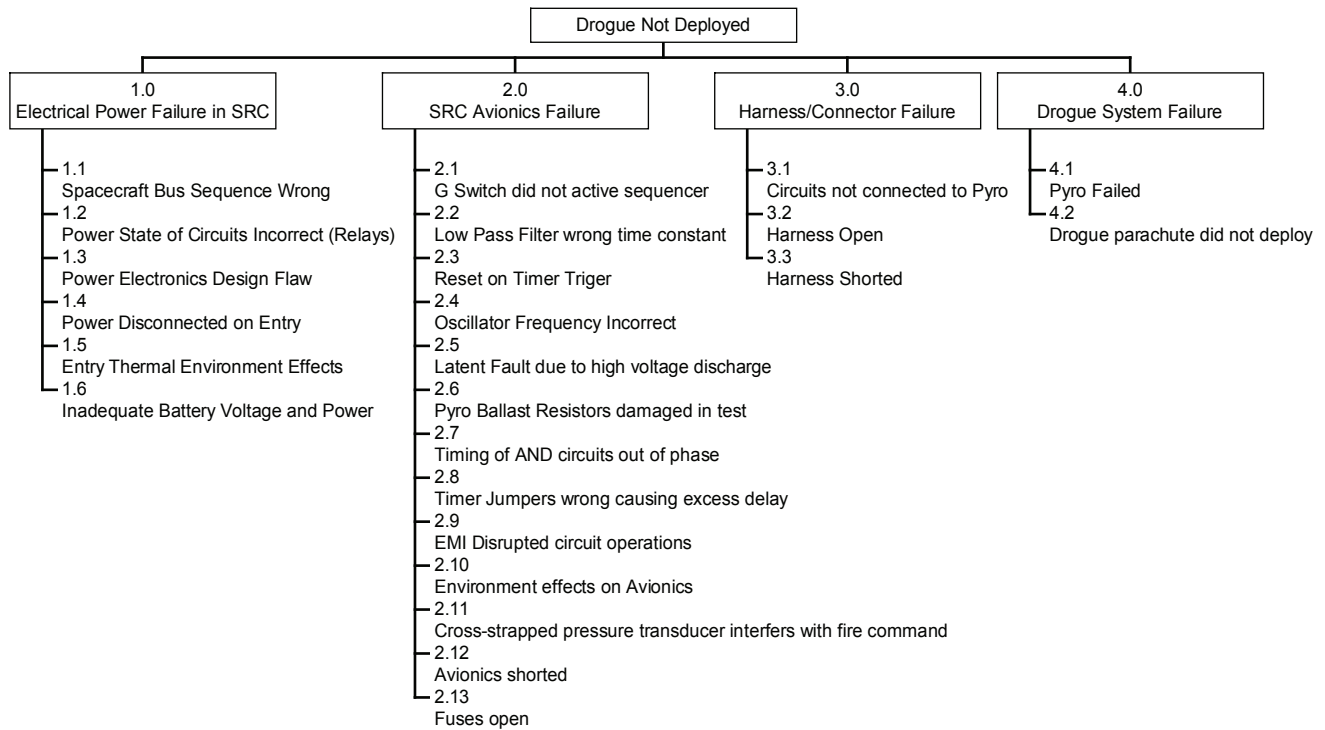 Drogue Not Deployed
1.0
Electrical Power Failure in SRC
1.1
Spacecraft Bus Sequence Wrong
1.2
Power State of Circuits Incorrect (Relays)
1.3
Power Electronics Design Flaw
1.4
Power Disconnected on Entry
1.5
Entry Thermal Environment Effects
1.6
Inadequate Battery Voltage and Power
2.0
SRC Avionics Failure
2.1
G Switch did not active sequencer
2.2
Low Pass Filter wrong time constant
2.3
Reset on Timer Triger
2.4
Oscillator Frequency Incorrect
2.5
Latent Fault due to high voltage discharge
2.6
Pyro Ballast Resistors damaged in test
2.7
Timing of AND circuits out of phase
2.8
Timer Jumpers wrong causing excess delay
2.9
EMI Disrupted circuit operations
2.10
Environment effects on Avionics
2.11
Cross-strapped pressure transducer interfers with fire command
2.12
Avionics shorted
2.13
Fuses open
3.0
Harness/Connector Failure
3.1
Circuits not connected to Pyro
3.2
Harness Open
3.3
Harness Shorted
4.0
Drogue System Failure
4.1
Pyro Failed
4.2
Drogue parachute did not deploy